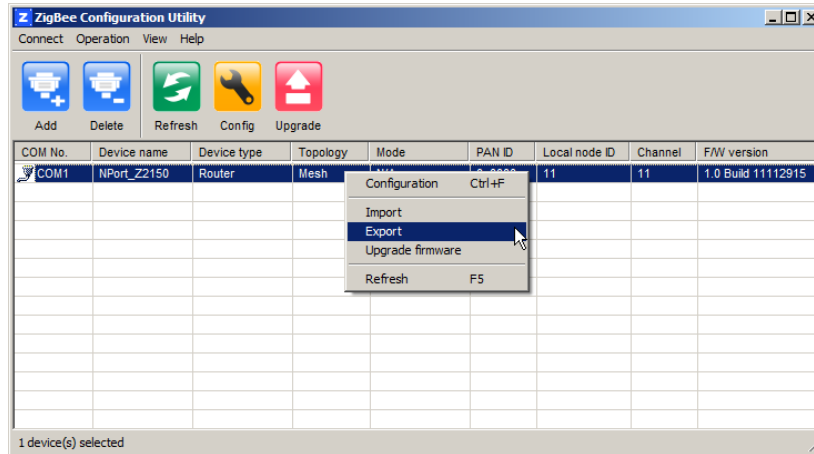 ZigBee Configuration Utility
Connect Operation View Help
Add Delete Refresh Config Upgrade
COM No. Device name Device type Topology Mode PAN ID Local node ID Channel F/W version
COM1 NPort_Z2150 Router Mesh 11 11 1.0 Build 11112915
Configuration Ctrl+F
Import
Export
Upgrade firmware
Refresh F5
1 device(s) selected